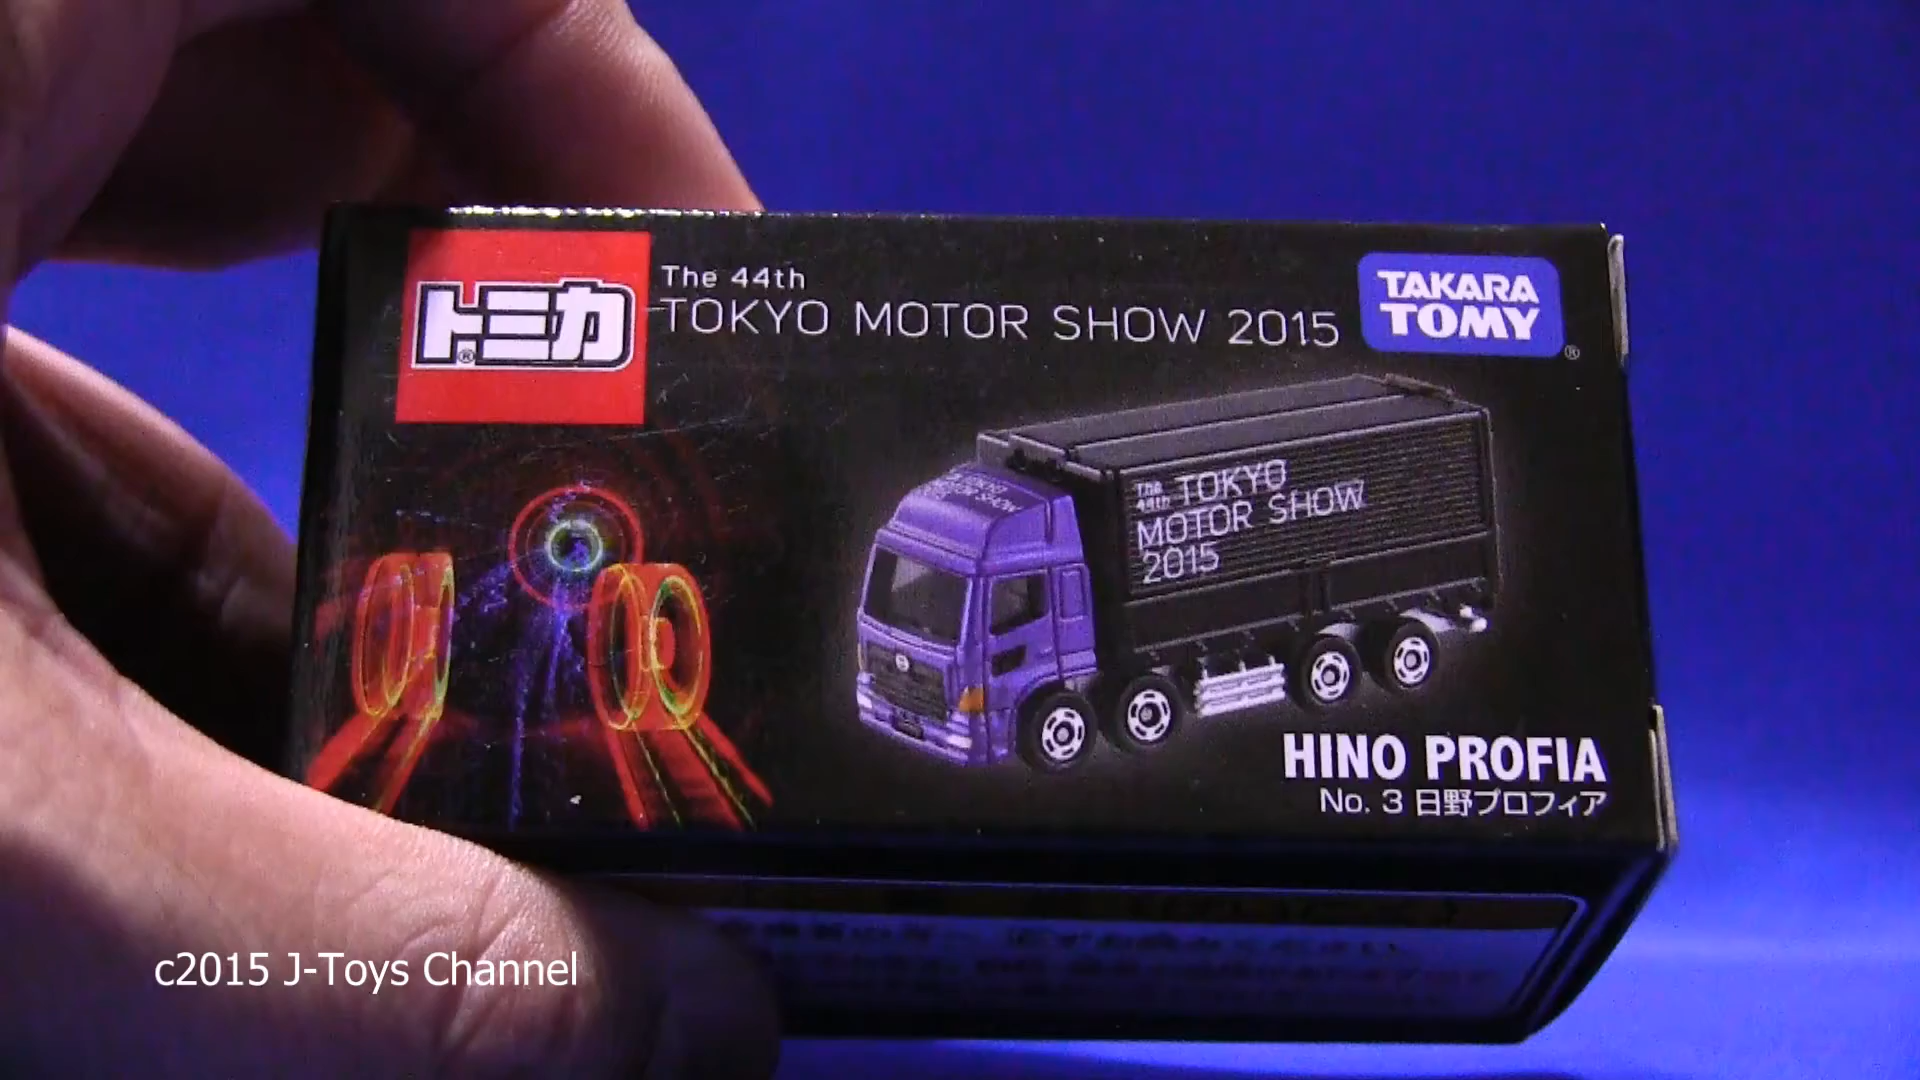 トミカ®
The 44th
TOKYO MOTOR SHOW 2015
TAKARA
TOMY®
The
44th TOKYO
MOTOR SHOW
2015
HINO PROFIA
No. 3 日野プロフィア
c2015 J-Toys Channel